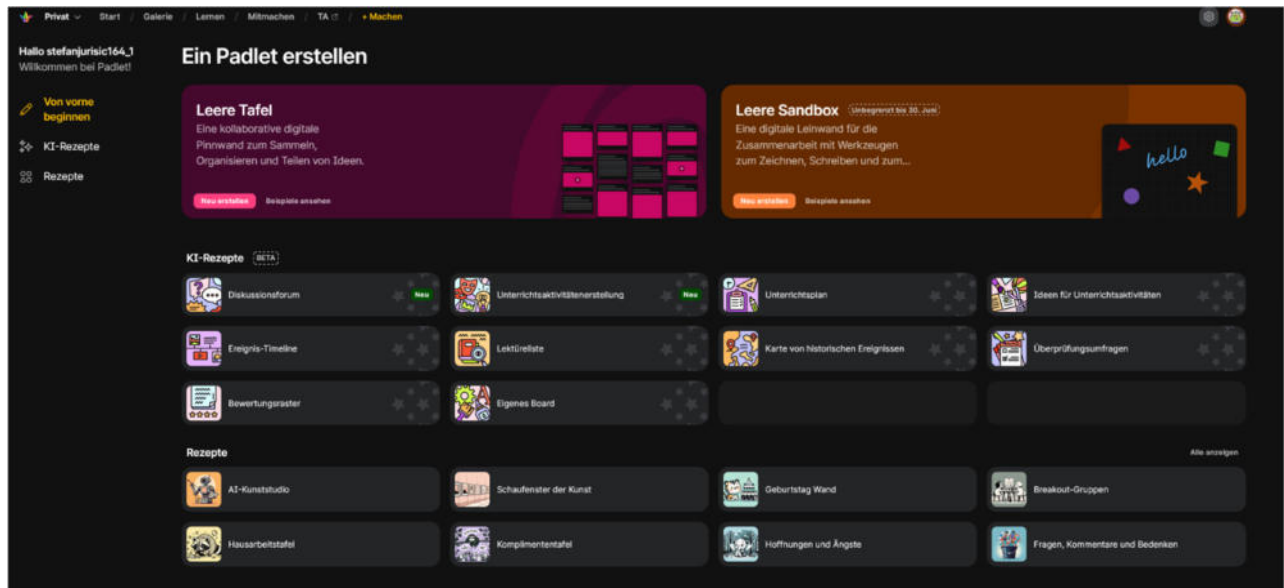 Privat
Start / Galerie / Lernen / Mitmachen / TA / + Machen
Hallo stefanjurisic164_1
Willkommen bei Padlet!
Von vorne
beginnen
KI-Rezepte
Rezepte
Ein Padlet erstellen
Leere Tafel
Eine kollaborative digitale
Pinnwand zum Sammeln,
Organisieren und Teilen von Ideen.
Neu erstellen
Beispiele ansehen
Leere Sandbox
Unbegrenzt bis 30. Juni
Eine digitale Leinwand für die
Zusammenarbeit mit Werkzeugen
zum Zeichnen, Schreiben und zum...
Neu erstellen
Beispiele ansehen
hello
KI-Rezepte
BETA
Diskussionsforum
Neu
Unterrichtsaktivitätenerstellung
Neu
Unterrichtsplan
Ideen für Unterrichtsaktivitäten
Ereignis-Timeline
Lektüreliste
Karte von historischen Ereignissen
Überprüfungsumfragen
Bewertungsraster
Eigenes Board
Rezepte
Alle anzeigen
AI-Kunststudio
Schaufenster der Kunst
Geburtstag Wand
Breakout-Gruppen
Hausarbeitstafel
Komplimententafel
Hoffnungen und Ängste
Fragen, Kommentare und Bedenken